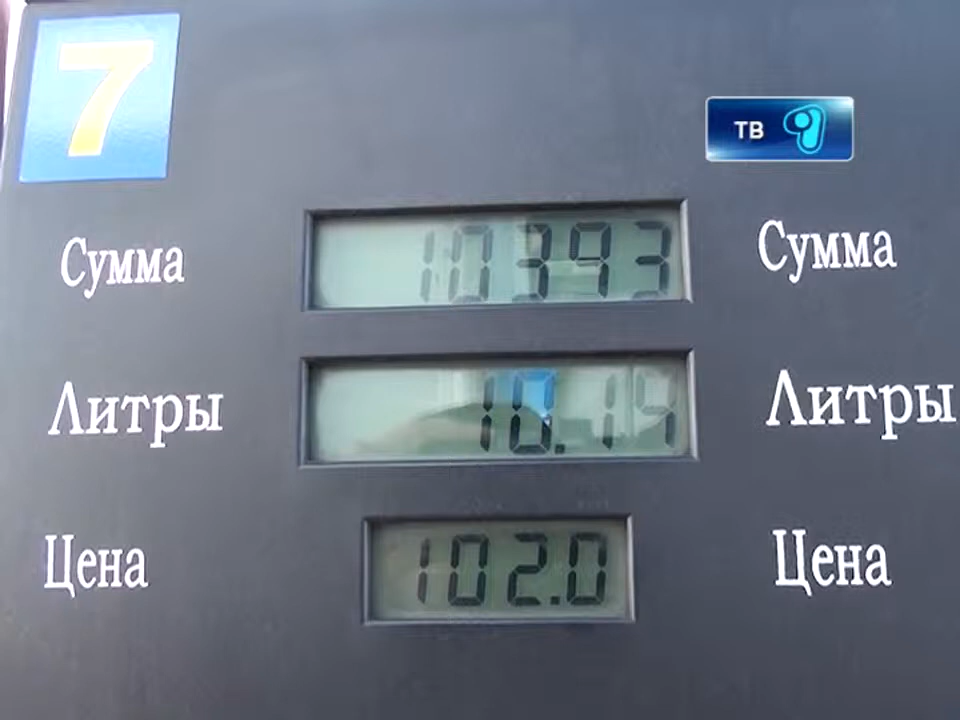 7
ТВ
Сумма 10393 Сумма
Литры 10.19 Литры
Цена 102.0 Цена